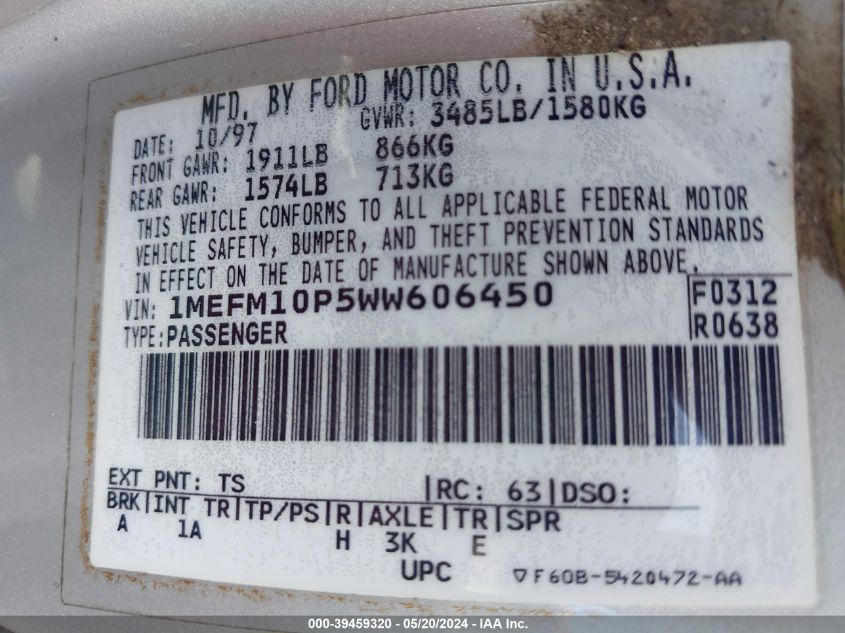 MFD. BY FORD MOTOR CO. IN U.S.A.
DATE: 10/97 GVWR: 3485LB/1580KG
FRONT GAWR: 1911LB 866KG
REAR GAWR: 1574LB 713KG
THIS VEHICLE CONFORMS TO ALL APPLICABLE FEDERAL MOTOR
VEHICLE SAFETY, BUMPER, AND THEFT PREVENTION STANDARDS
IN EFFECT ON THE DATE OF MANUFACTURE SHOWN ABOVE.
VIN: 1MEFM10P5WW606450 F0312
TYPE:PASSENGER R0638
EXT PNT: TS |RC: 63|DSO:
BRK|INT TR|TP/PS|R|AXLE|TR|SPR
A 1A H 3K E
UPC ▽F60B-5420472-AA
000-39459320 - 05/20/2024 - IAA Inc.